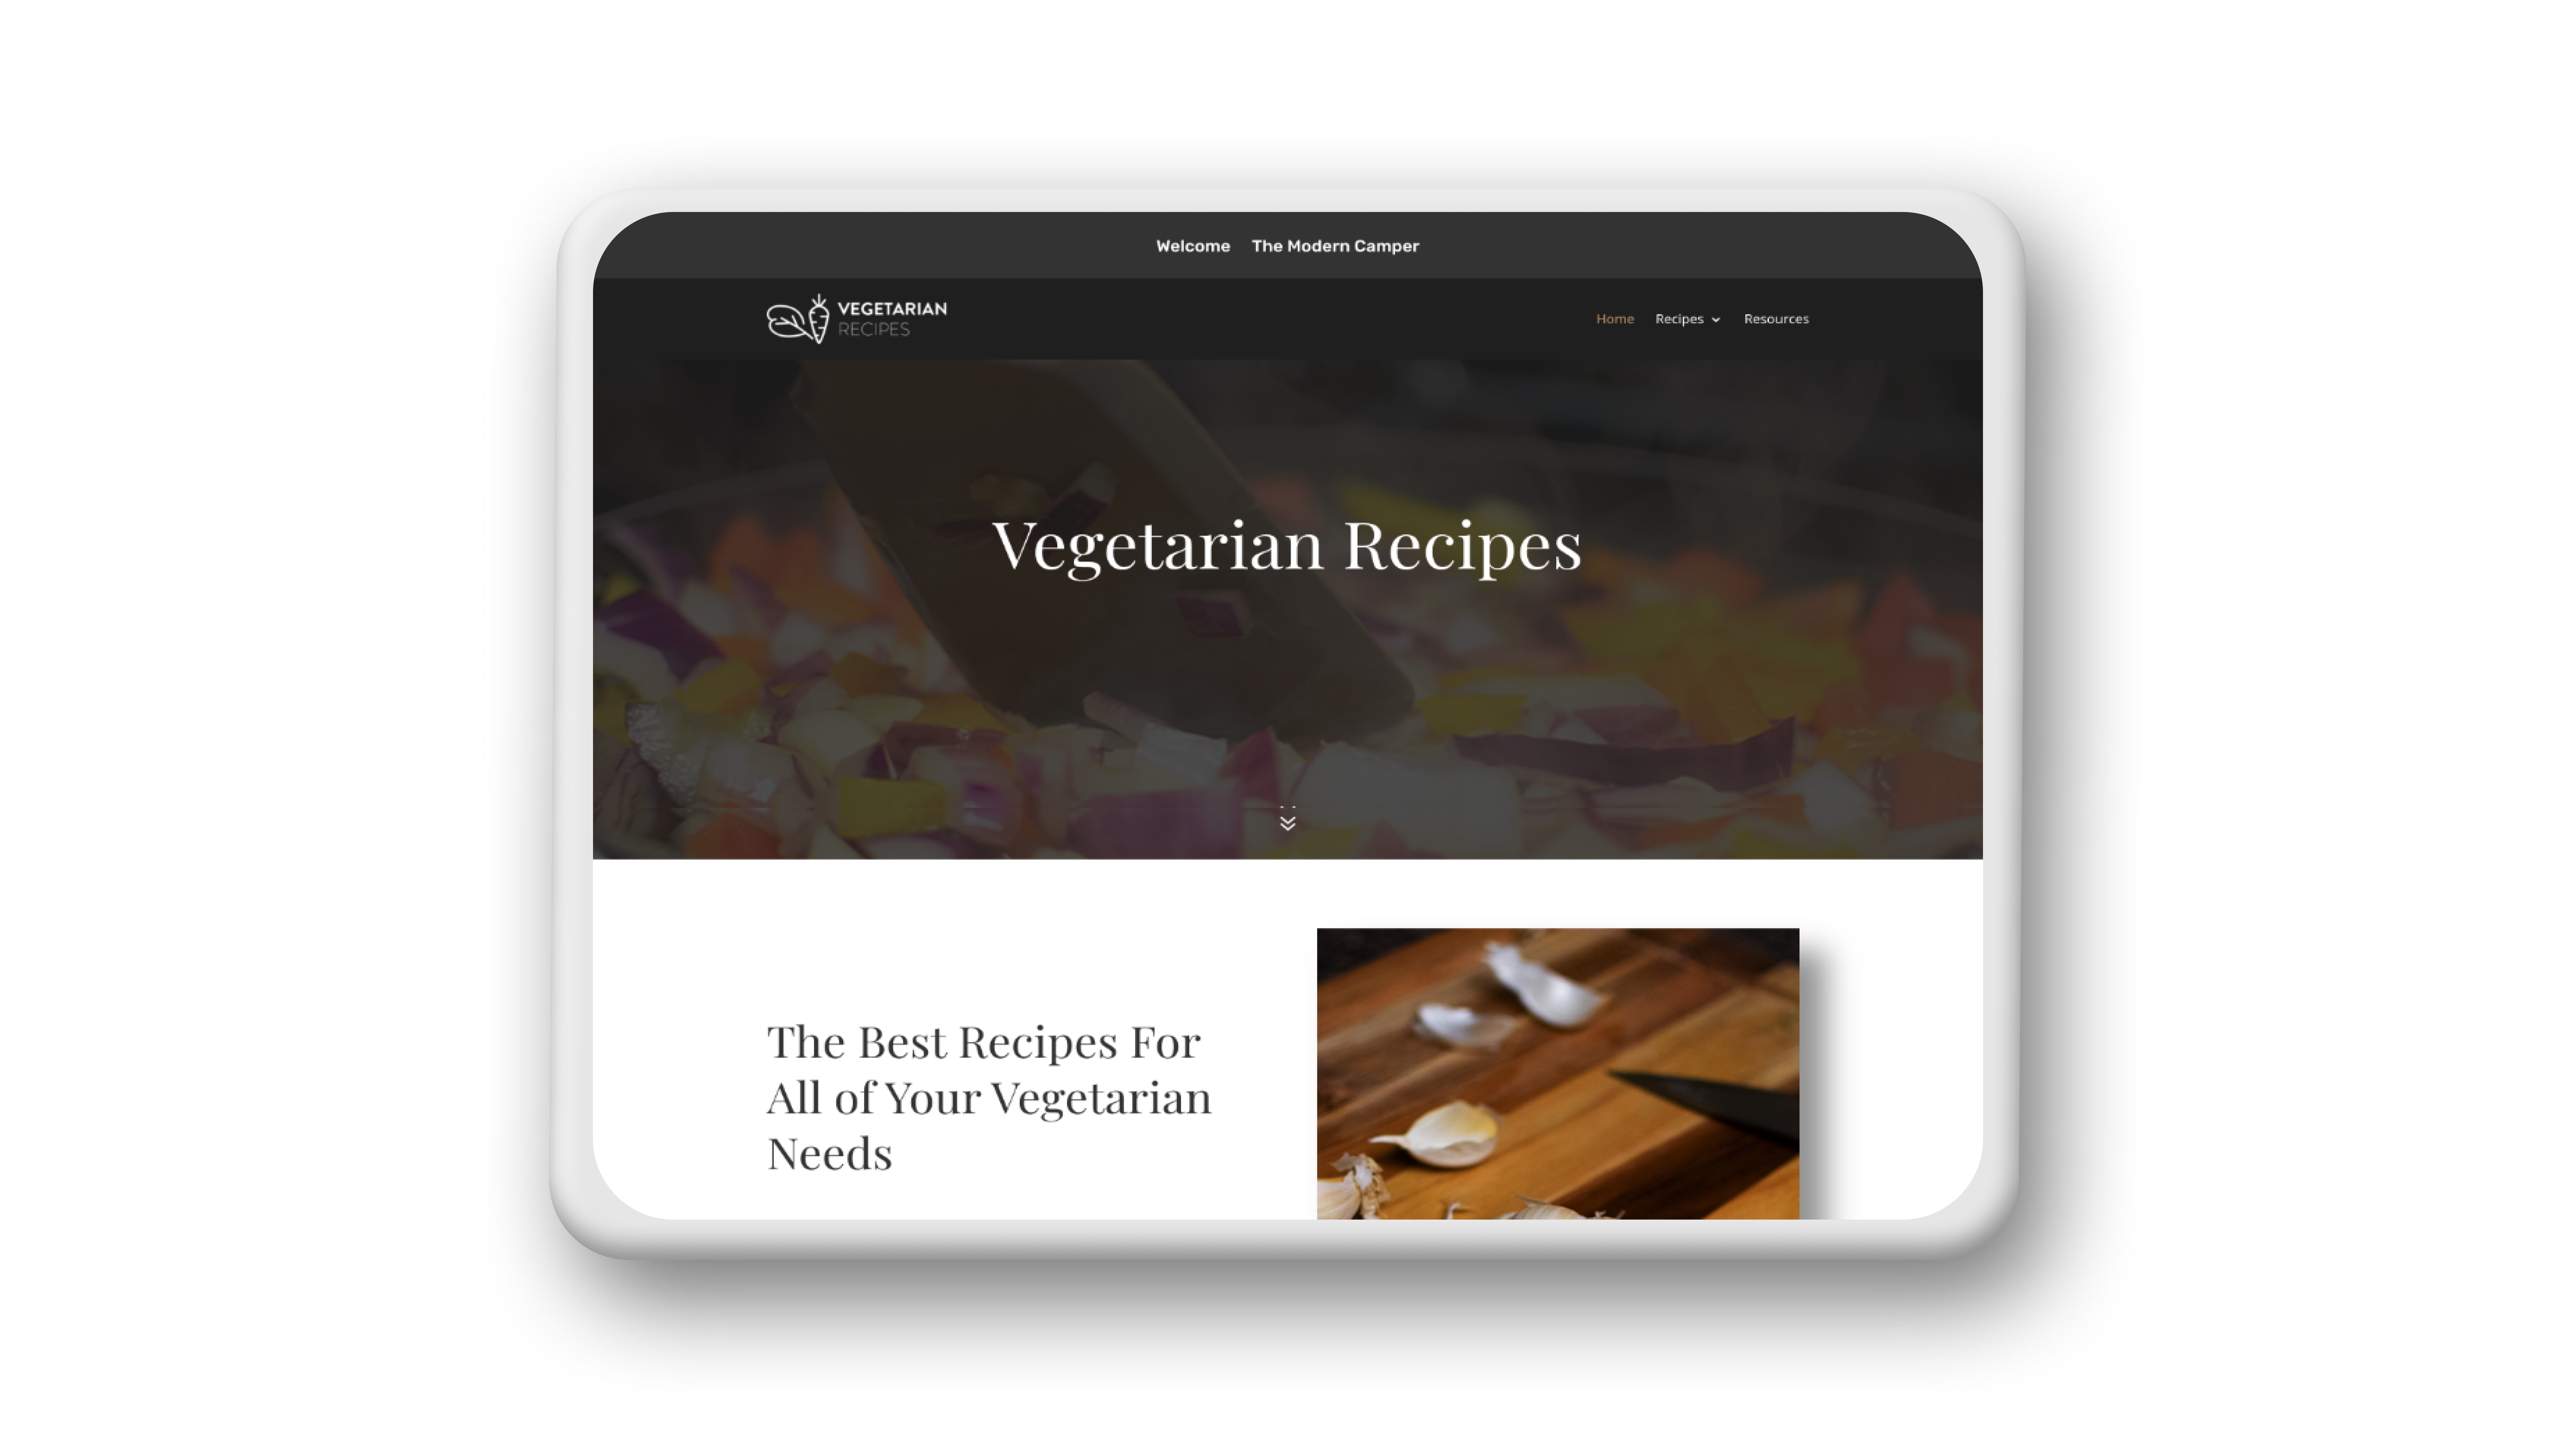 Welcome The Modern Camper
VEGETARIAN
RECIPES
Home Recipes Resources
Vegetarian Recipes
The Best Recipes For
All of Your Vegetarian
Needs